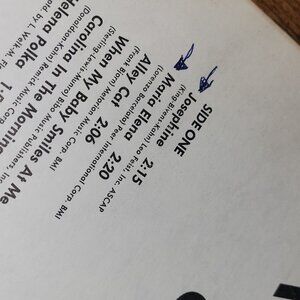 SIDE ONE
Josephine 2:15
(King-Bivens-Kahn) Leo Feist, Inc. ASCAP
Maria Elena 2:20
(Lorenzo Barcelata) Peer International Corp. BMI
Alley Cat 2:06
(Frank Bjorn) Metorion Music Corp. BMI
When My Baby Smiles At Me
(Sterling-Lewis-Munro) Bibo Music Publishers, Inc.
Carolina In The Morning
(Donaldson-Kahn) Music Corp.
Helena Polka
by L. Welk, M.